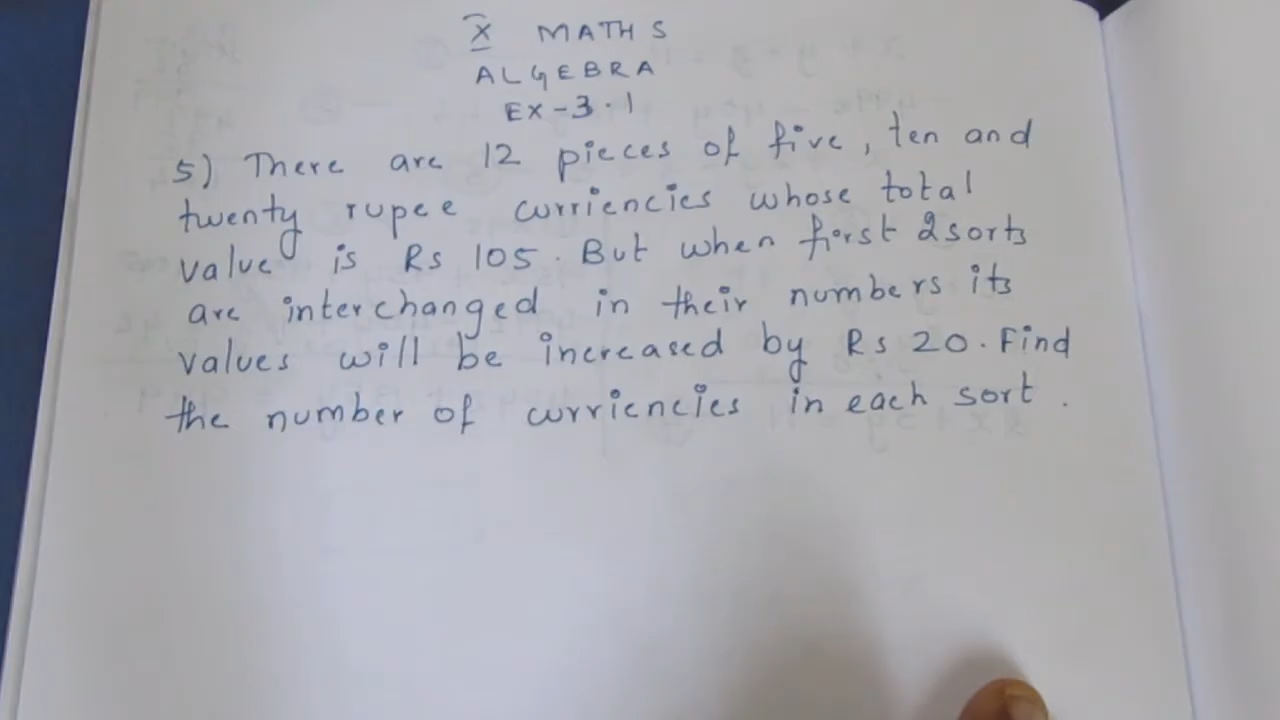 X MATHS
ALGEBRA
EX-3.1
5) There are 12 pieces of five, ten and
twenty rupee curriencies whose total
value is Rs 105. But when first 2 sorts
are interchanged in their numbers its
values will be increased by Rs 20. Find
the number of curriencies in each sort.